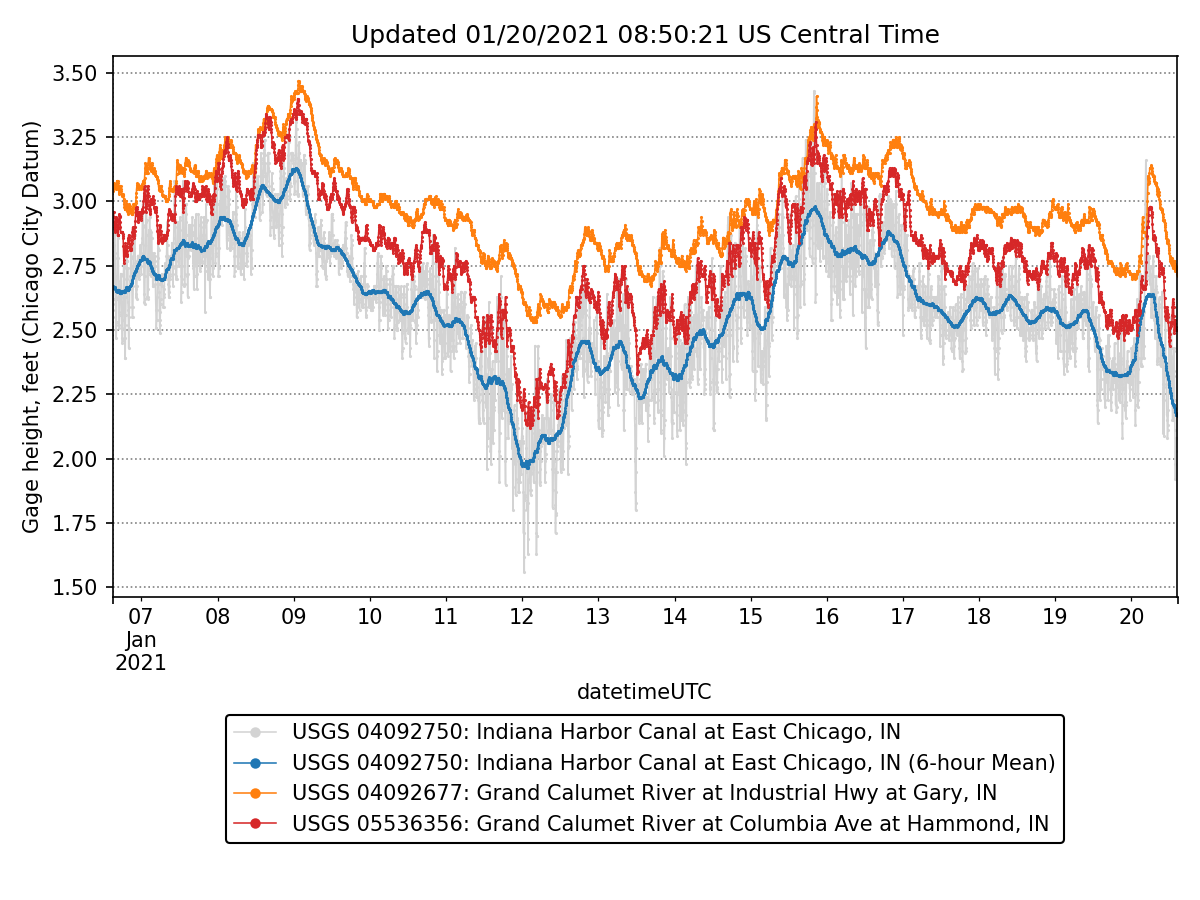 Updated 01/20/2021 08:50:21 US Central Time
Gage height, feet (Chicago City Datum)
3.50
3.25
3.00
2.75
2.50
2.25
2.00
1.75
1.50
07 08 09 10 11 12 13 14 15 16 17 18 19 20
Jan
2021
datetimeUTC
USGS 04092750: Indiana Harbor Canal at East Chicago, IN
USGS 04092750: Indiana Harbor Canal at East Chicago, IN (6-hour Mean)
USGS 04092677: Grand Calumet River at Industrial Hwy at Gary, IN
USGS 05536356: Grand Calumet River at Columbia Ave at Hammond, IN